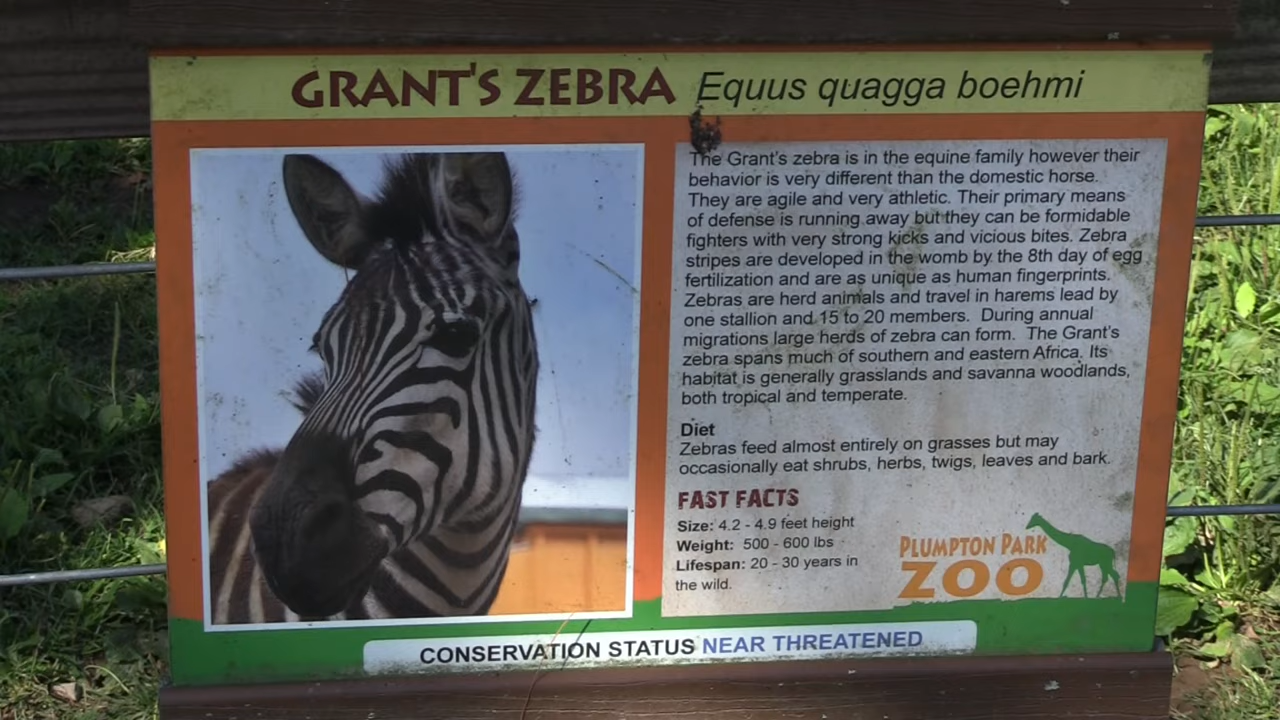 GRANT'S ZEBRA Equus quagga boehmi
The Grant's zebra is in the equine family however their
behavior is very different than the domestic horse.
They are agile and very athletic. Their primary means
of defense is running away but they can be formidable
fighters with very strong kicks and vicious bites. Zebra
stripes are developed in the womb by the 8th day of egg
fertilization and are as unique as human fingerprints.
Zebras are herd animals and travel in harems lead by
one stallion and 15 to 20 members. During annual
migrations large herds of zebra can form. The Grant's
zebra spans much of southern and eastern Africa. Its
habitat is generally grasslands and savanna woodlands,
both tropical and temperate.
Diet
Zebras feed almost entirely on grasses but may
occasionally eat shrubs, herbs, twigs, leaves and bark.
FAST FACTS
Size: 4.2 - 4.9 feet height
Weight: 500 - 600 lbs
Lifespan: 20 - 30 years in
the wild.
PLUMPTON PARK
ZOO
CONSERVATION STATUS NEAR THREATENED